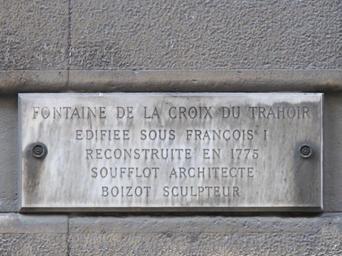 FONTAINE DE LA CROIX DU TRAHOIR
EDIFIEE SOUS FRANÇOIS I
RECONSTRUITE EN 1775
SOUFFLOT ARCHITECTE
BOIZOT SCULPTEUR